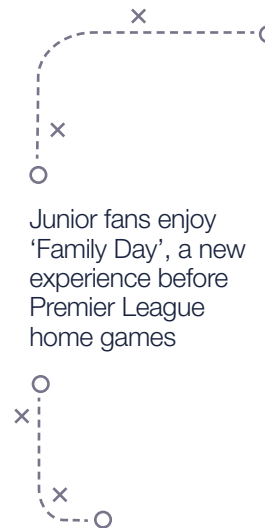 Junior fans enjoy
‘Family Day’, a new
experience before
Premier League
home games